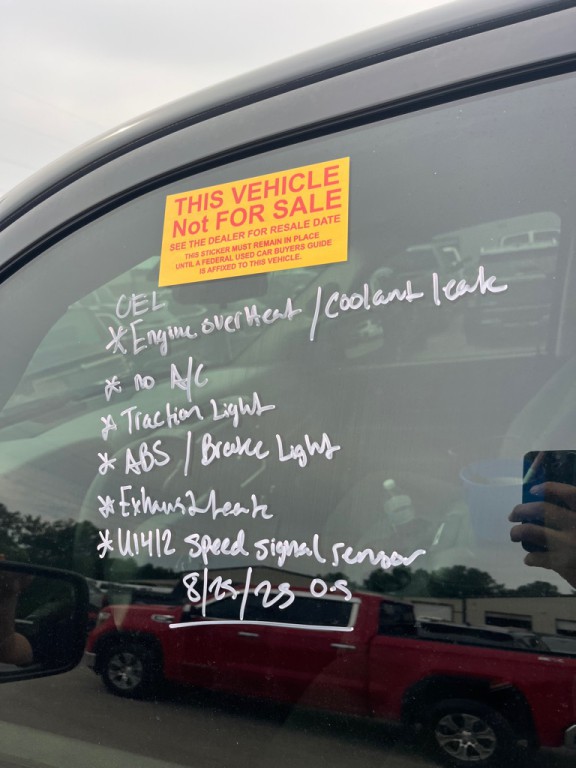 THIS VEHICLE
Not FOR SALE
SEE THE DEALER FOR RESALE DATE
THIS STICKER MUST REMAIN IN PLACE
UNTIL A FEDERAL USED CAR BUYERS GUIDE
IS AFFIXED TO THIS VEHICLE.
CEL
* Engine overHeat / Coolant leak
* no A/C
* Traction Light
* ABS / Brake Light
* Exhaust Leak
* U1412 speed signal sensor
8/25/25 O.S